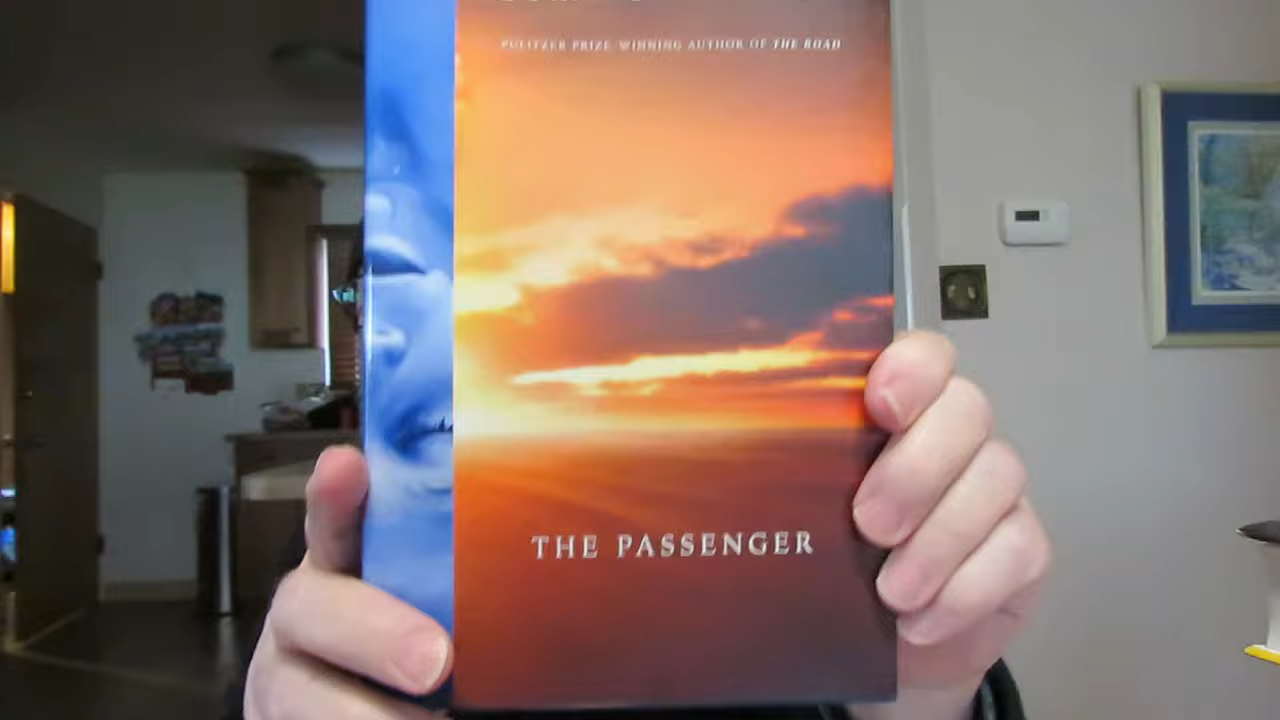 PULITZER PRIZE-WINNING AUTHOR OF THE ROAD
THE PASSENGER